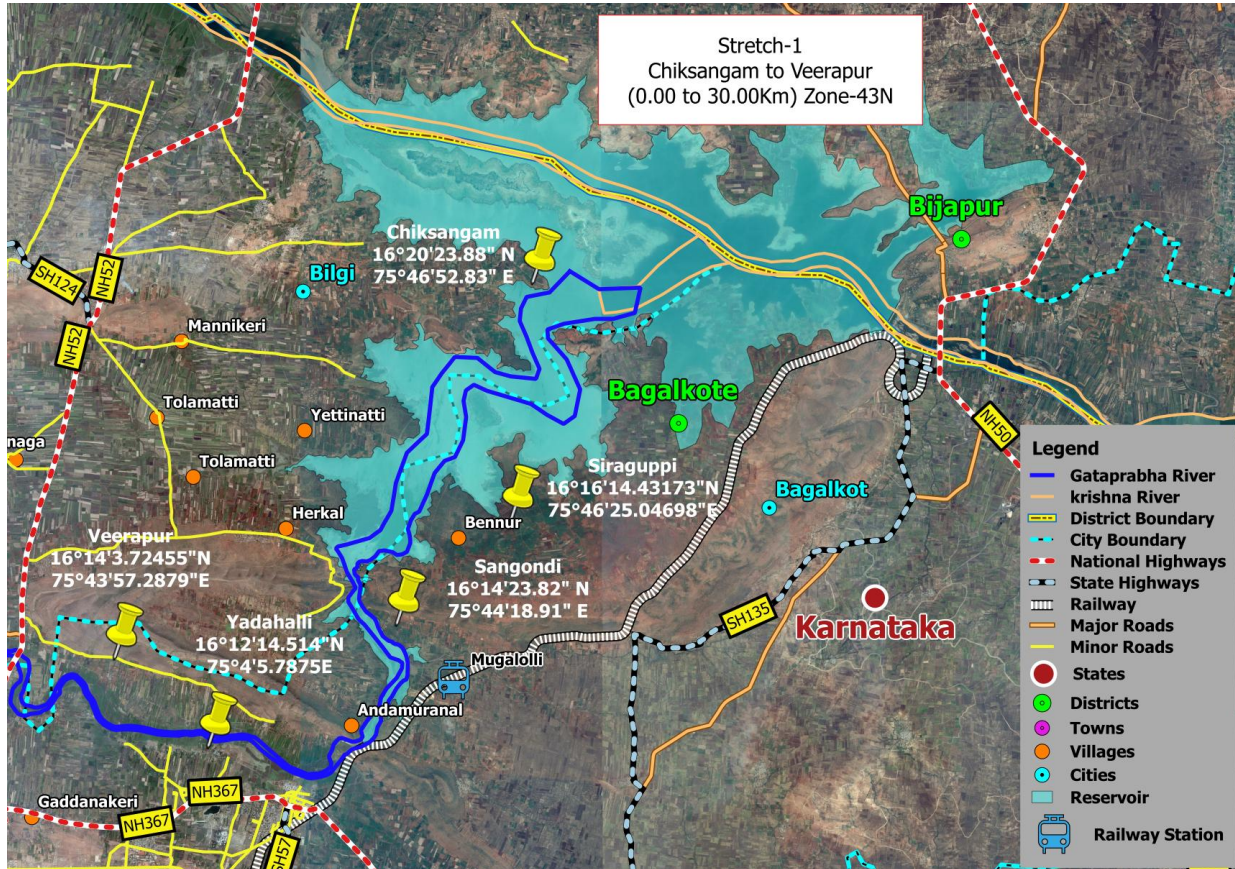 Stretch-1
Chiksangam to Veerapur
(0.00 to 30.00Km) Zone-43N
Chiksangam
16°20'23.88" N
75°46'52.83" E
Bijapur
Bilgi
SH124
NH52
NH52
Mannikeri
Bagalkote
Tolamatti
Yettinatti
NH50
naga
Tolamatti
Siraguppi
16°16'14.43173"N
75°46'25.04698"E
Bagalkot
Herkal
Bennur
Veerapur
16°14'3.72455"N
75°43'57.2879"E
Sangondi
16°14'23.82" N
75°44'18.91" E
Yadahalli
16°12'14.514"N
75°4'5.7875E
SH135
Karnataka
Mugalolli
Andamuranal
Gaddanakeri
NH367
NH367
SH57
Legend
Gataprabha River
krishna River
District Boundary
City Boundary
National Highways
State Highways
Railway
Major Roads
Minor Roads
States
Districts
Towns
Villages
Cities
Reservoir
Railway Station